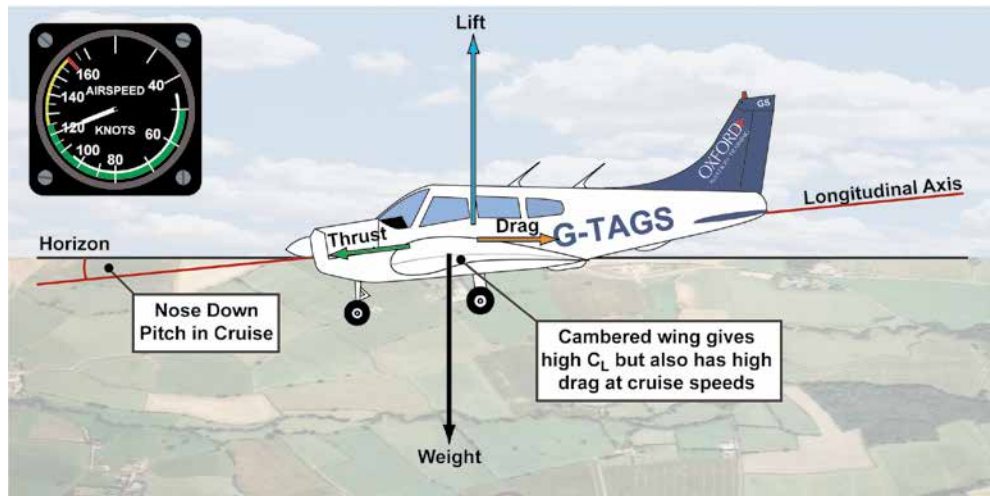 Lift
160
40
AIRSPEED
140
120
KNOTS
60
100
80
GS
OXFORD
G-TAGS
Longitudinal Axis
Thrust
Drag
Horizon
Nose Down
Pitch in Cruise
Cambered wing gives
high CL but also has high
drag at cruise speeds
Weight